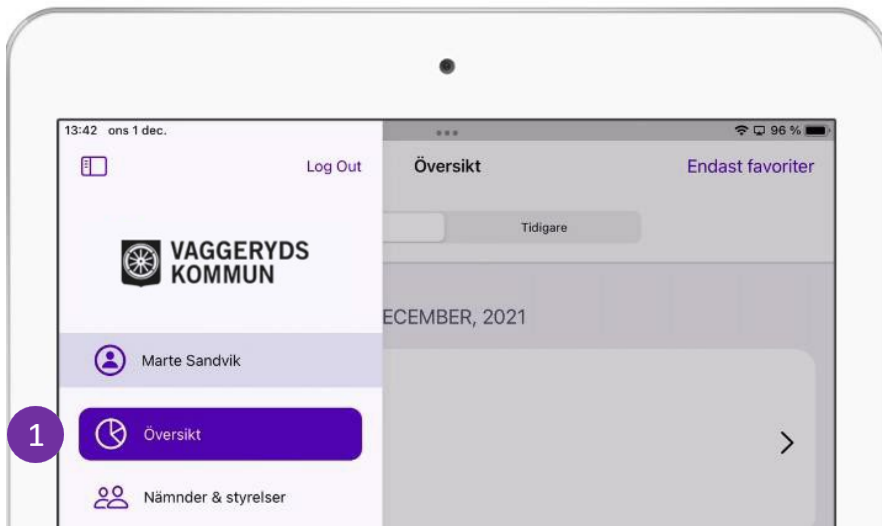 13:42 ons 1 dec.
96 %
Log Out
Översikt
Endast favoriter
Tidigare
VAGGERYDS
KOMMUN
ECEMBER, 2021
Marte Sandvik
1
Översikt
Nämnder & styrelser